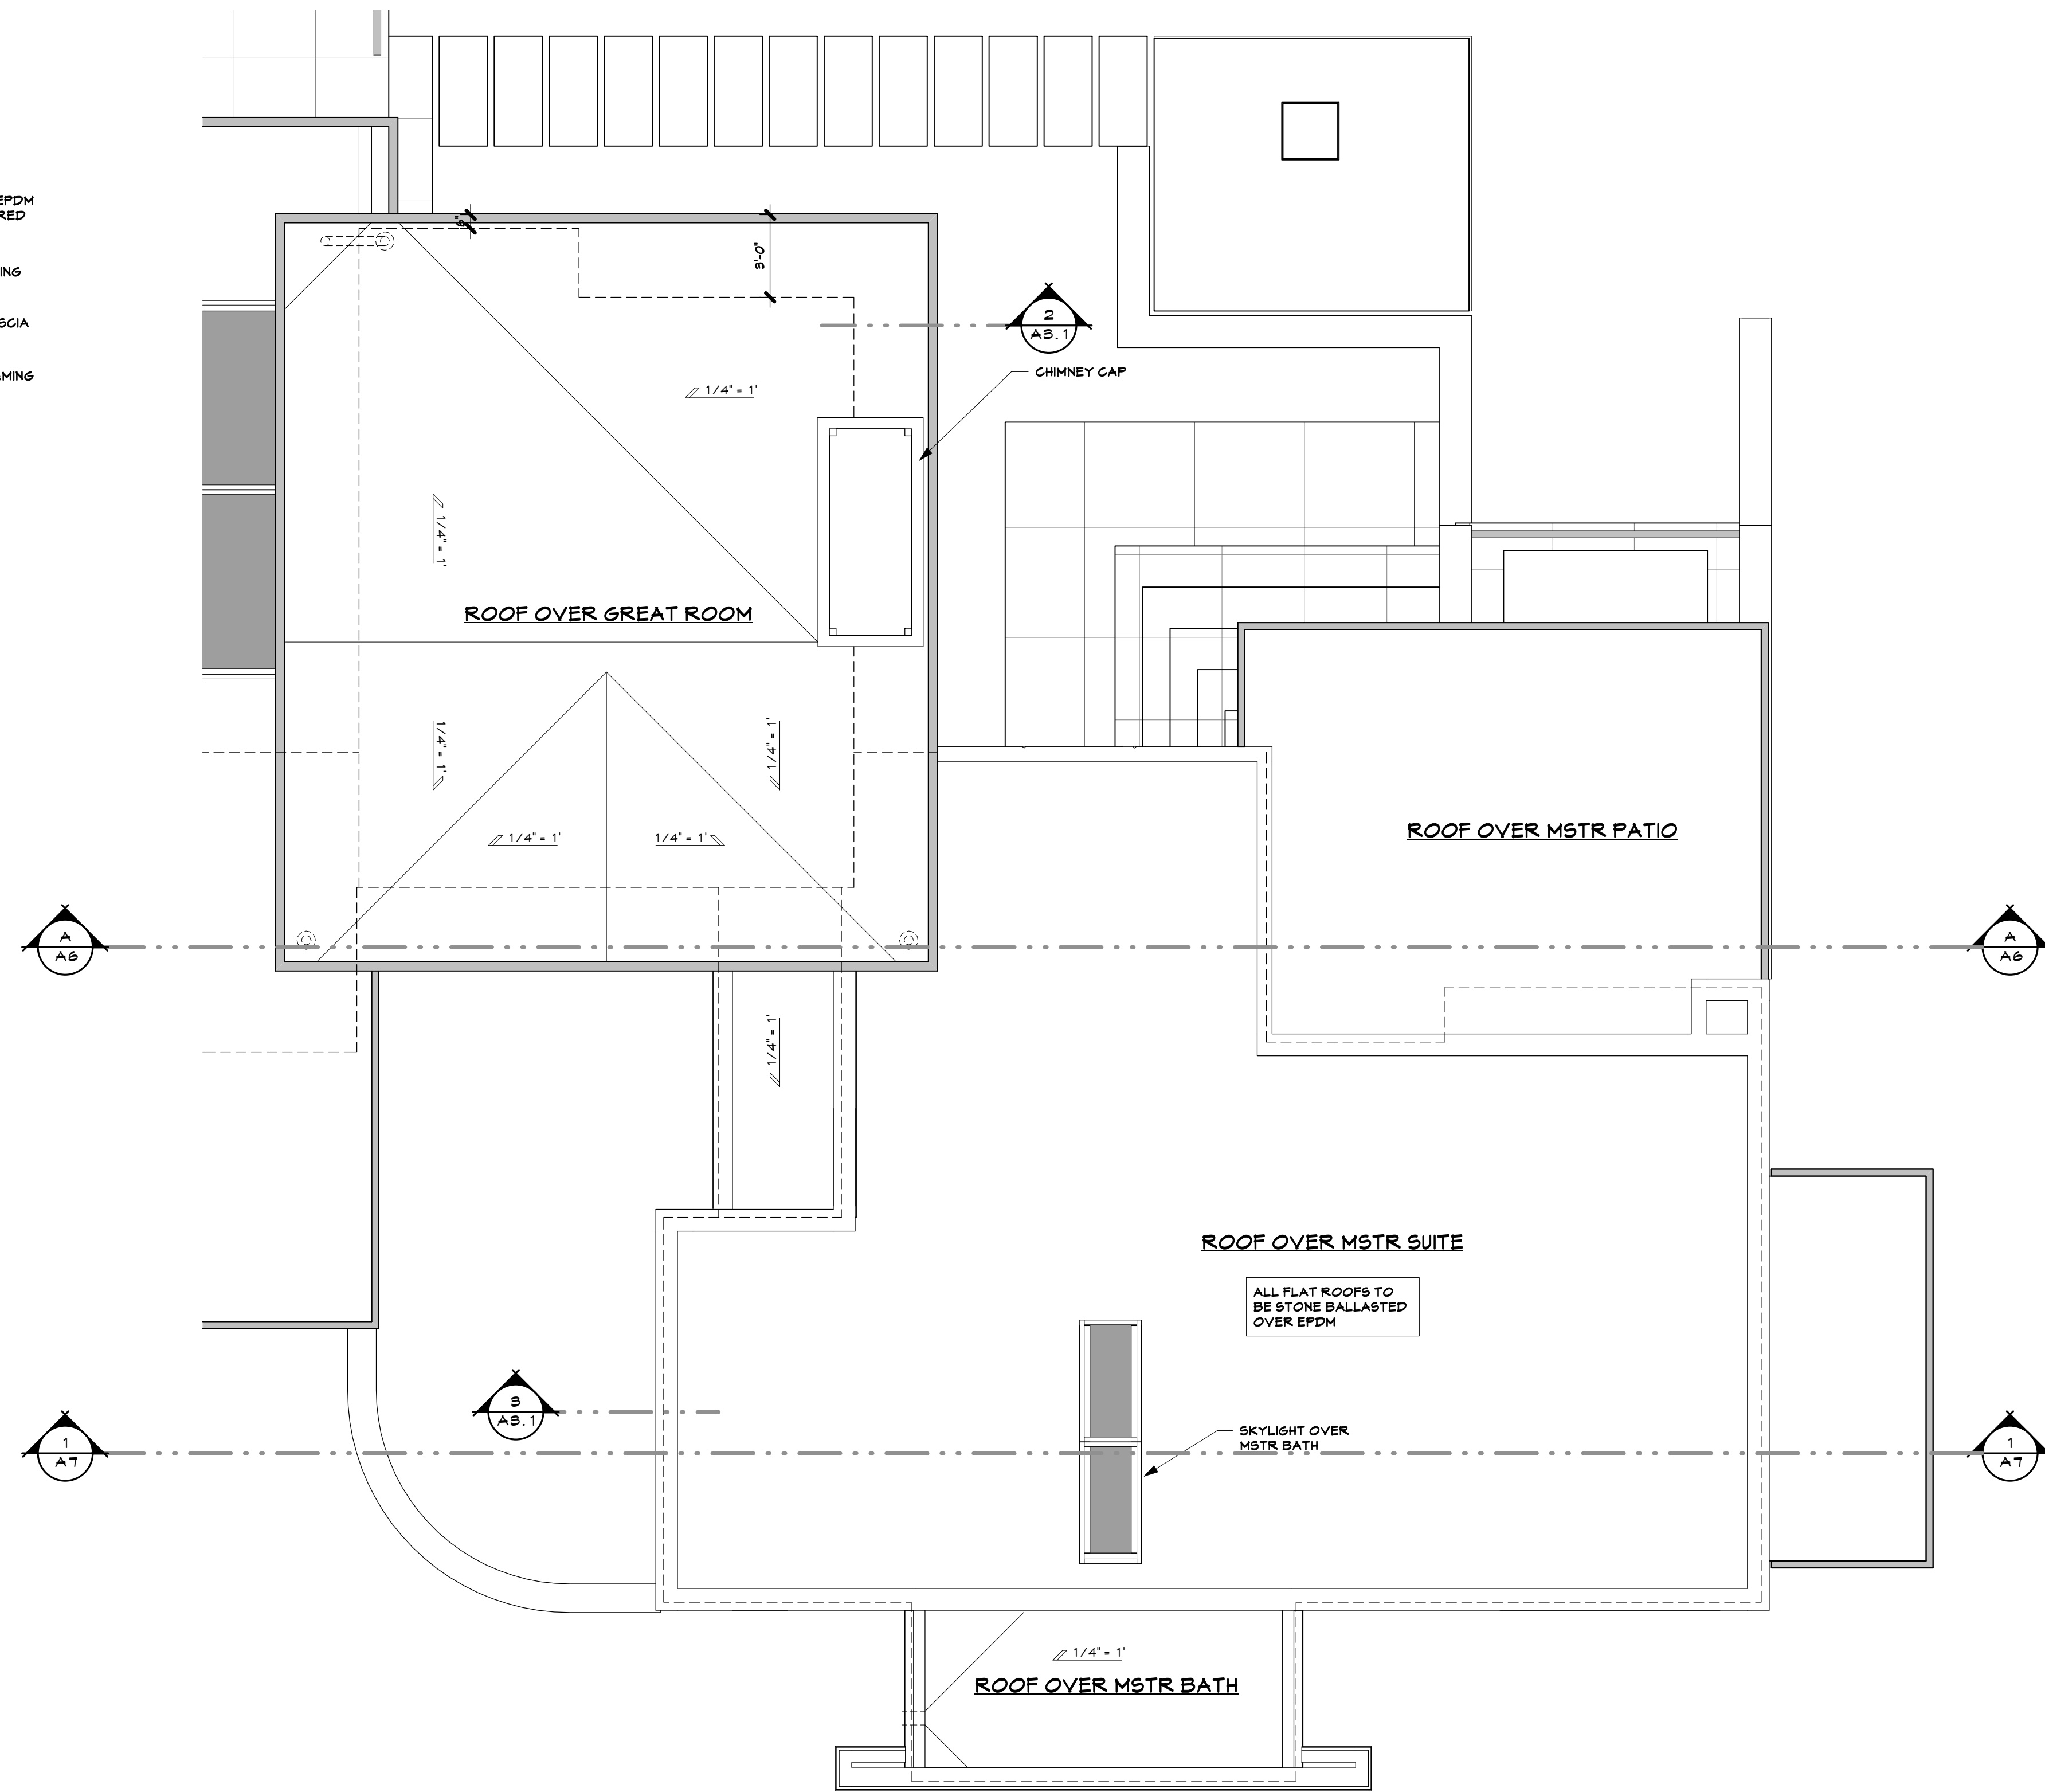 EPDM
RED
ING
SCIA
MING
6"
3'-0"
2
A3.1
CHIMNEY CAP
1/4" = 1'
1/4" = 1'
ROOF OVER GREAT ROOM
1/4" = 1'
1/4" = 1'
1/4" = 1'
1/4" = 1'
ROOF OVER MSTR PATIO
A
A6
A
A6
1/4" = 1'
ROOF OVER MSTR SUITE
ALL FLAT ROOFS TO
BE STONE BALLASTED
OVER EPDM
3
A3.1
SKYLIGHT OVER
MSTR BATH
1
A7
1
A7
1/4" = 1'
ROOF OVER MSTR BATH